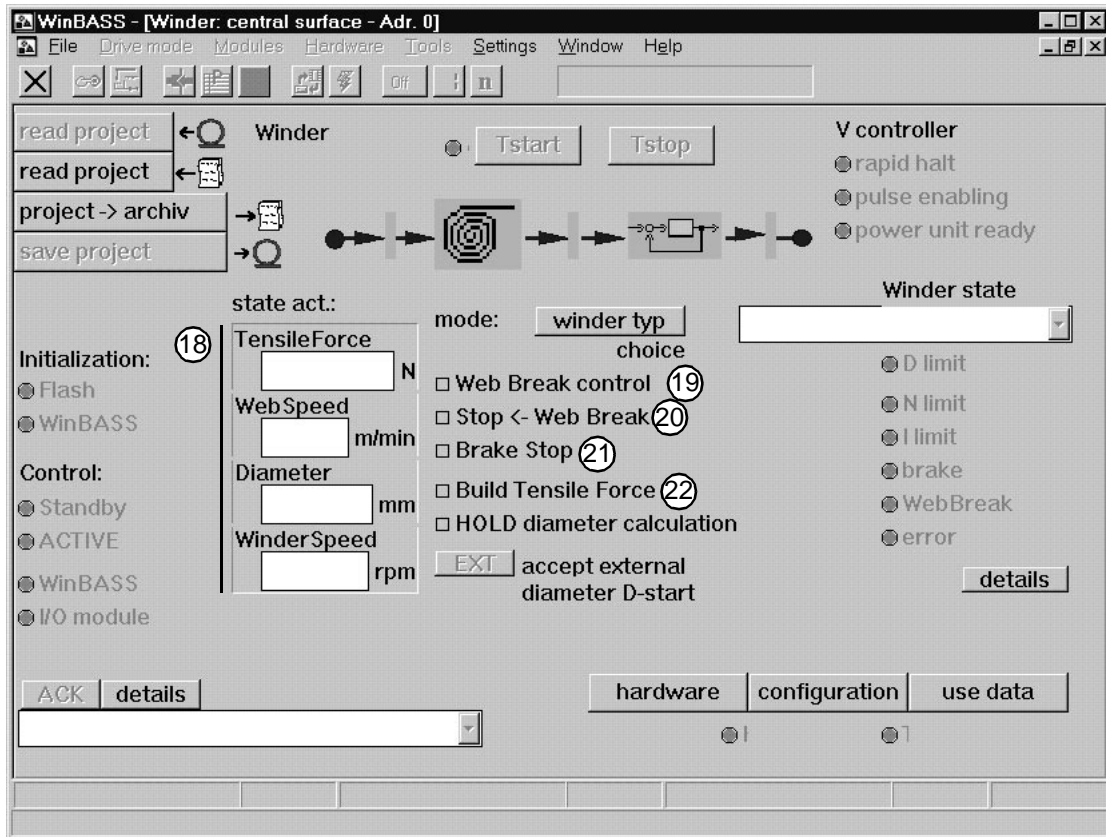 WinBASS - [Winder: central surface - Adr. 0]
File Drive mode Modules Hardware Tools Settings Window Help
Off n
read project
read project
project -> archiv
save project
Winder
Tstart Tstop
V controller
rapid halt
pulse enabling
power unit ready
Initialization:
Flash
WinBASS
Control:
Standby
ACTIVE
WinBASS
I/O module
18
state act.:
TensileForce
N
WebSpeed
m/min
Diameter
mm
WinderSpeed
rpm
mode: winder typ
choice
Web Break control 19
Stop <- Web Break 20
Brake Stop 21
Build Tensile Force 22
HOLD diameter calculation
EXT accept external
diameter D-start
Winder state
D limit
N limit
I limit
brake
WebBreak
error
details
ACK details
hardware configuration use data